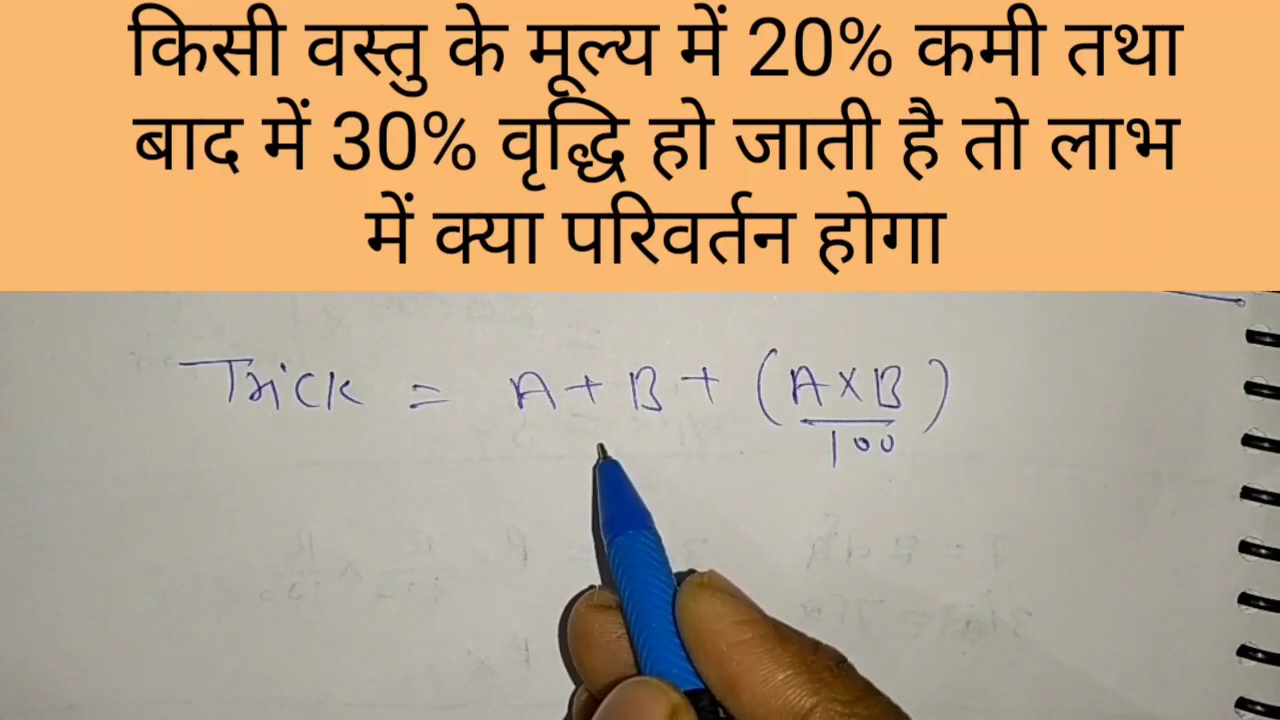 किसी वस्तु के मूल्य में 20% कमी तथा
बाद में 30% वृद्धि हो जाती है तो लाभ
में क्या परिवर्तन होगा
Trick = A + B + (A×B/100)